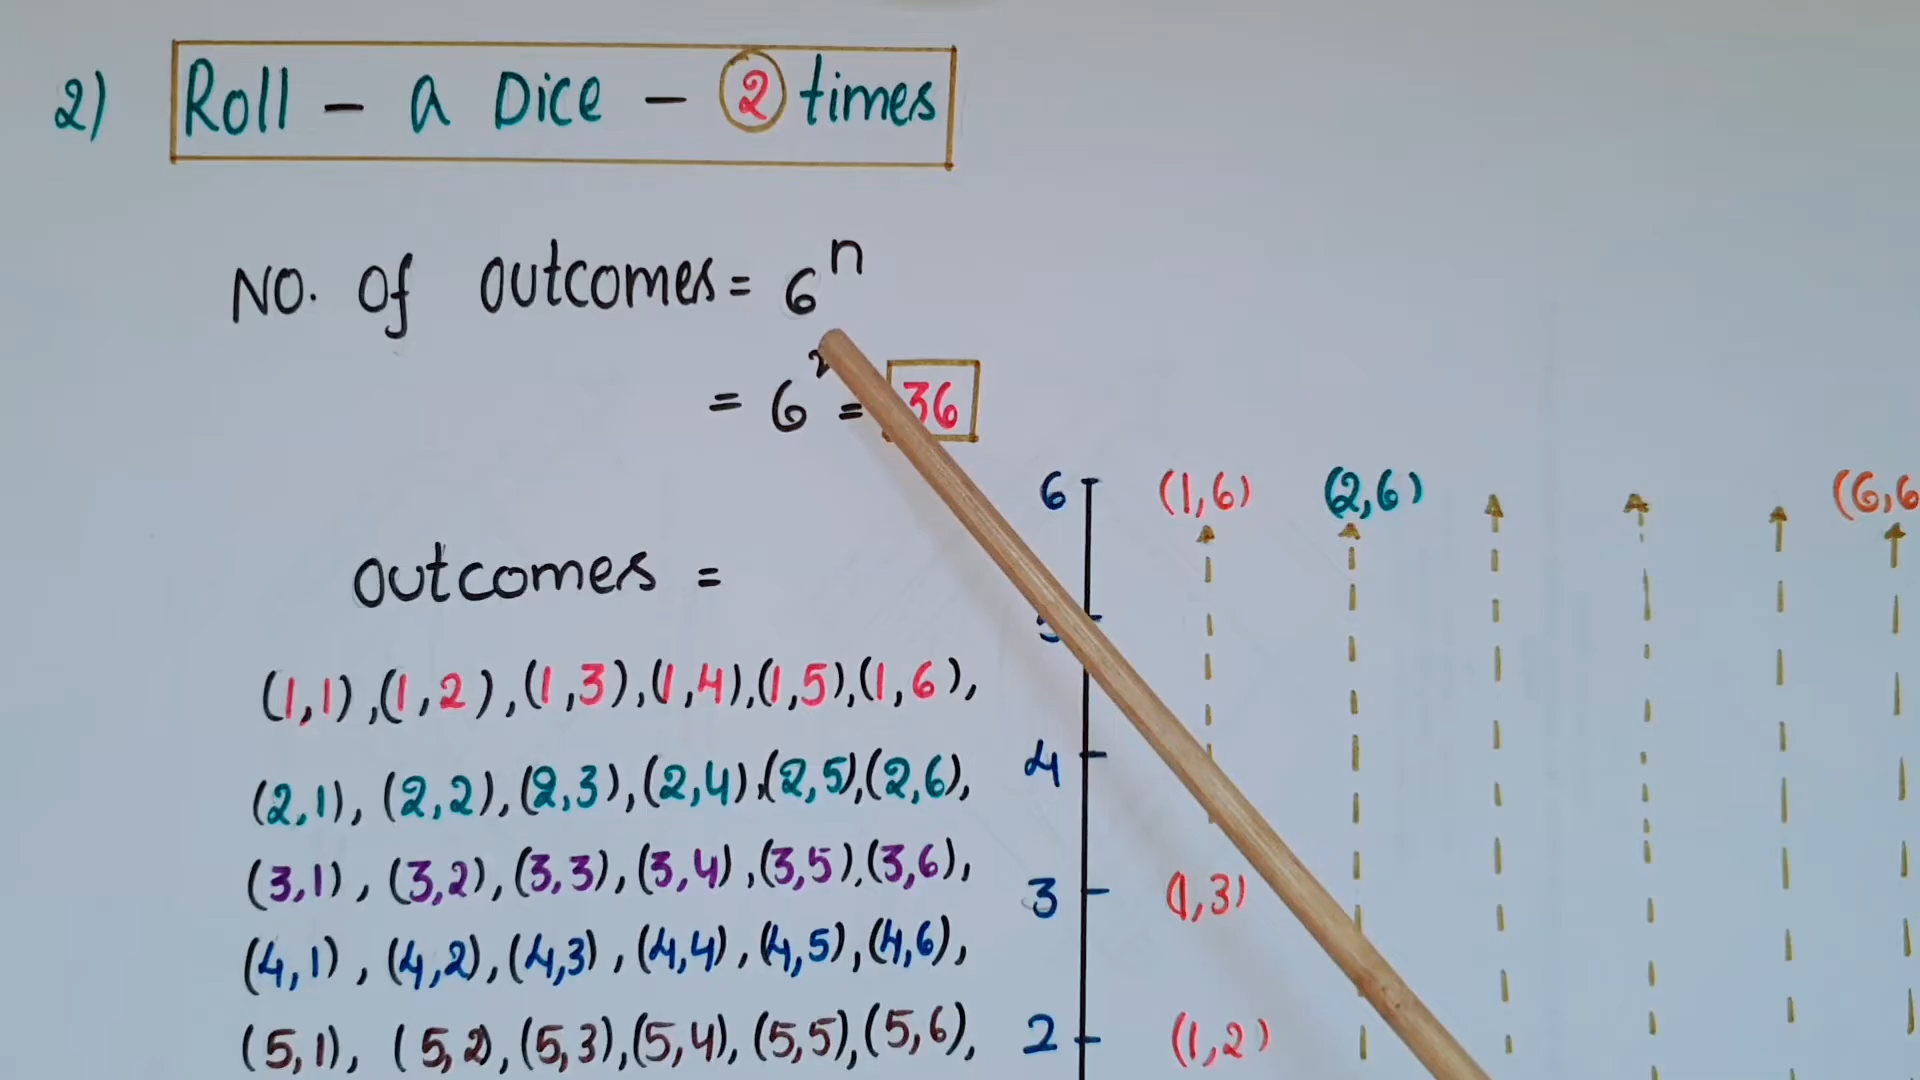 2) Roll - a Dice - 2 times
No. of outcomes = 6^n
= 6^2 = 36
outcomes =
(1,1), (1,2), (1,3), (1,4), (1,5), (1,6),
(2,1), (2,2), (2,3), (2,4), (2,5), (2,6),
(3,1), (3,2), (3,3), (3,4), (3,5), (3,6),
(4,1), (4,2), (4,3), (4,4), (4,5), (4,6),
(5,1), (5,2), (5,3), (5,4), (5,5), (5,6),
6 (1,6) (2,6) (6,6
5
4
3 (1,3)
2 (1,2)